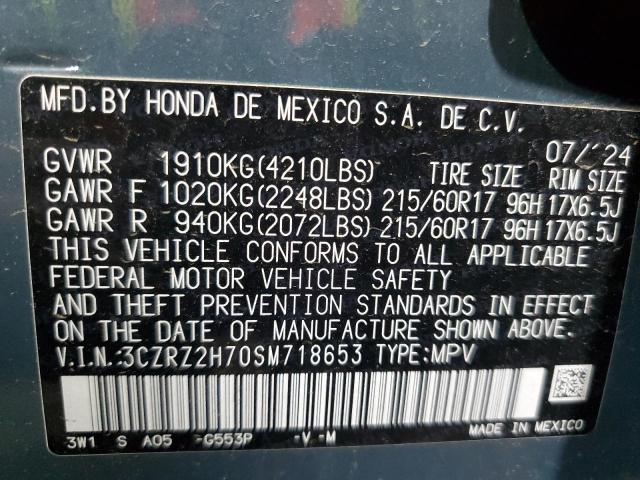 MFD.BY HONDA DE MEXICO S.A. DE C.V.
07/ 24
GVWR 1910KG(4210LBS) TIRE SIZE RIM SIZE
GAWR F 1020KG(2248LBS) 215/60R17 96H 17X6.5J
GAWR R 940KG(2072LBS) 215/60R17 96H 17X6.5J
THIS VEHICLE CONFORMS TO ALL APPLICABLE
FEDERAL MOTOR VEHICLE SAFETY
AND THEFT PREVENTION STANDARDS IN EFFECT
ON THE DATE OF MANUFACTURE SHOWN ABOVE.
V.I.N.:3CZRZ2H70SM718653 TYPE:MPV
3W1 S A05 -G553P -V -M
MADE IN MEXICO